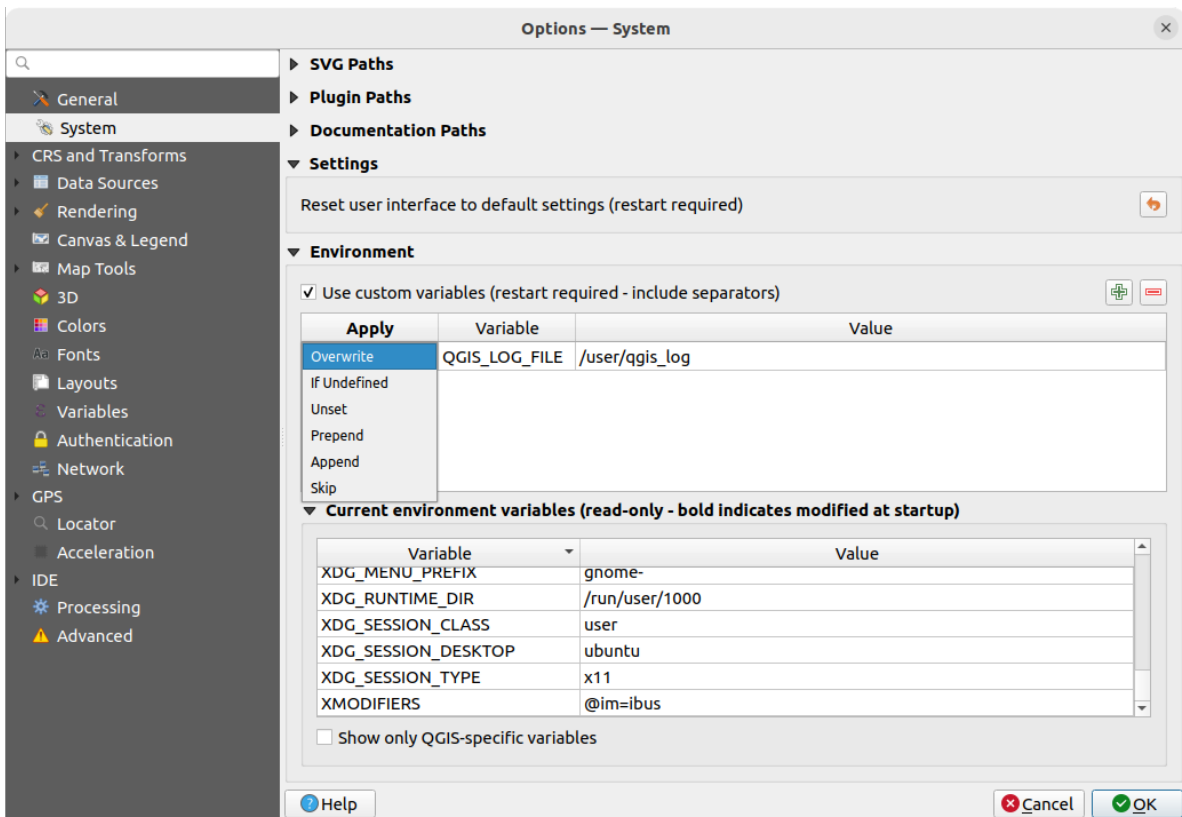 Options — System
General
System
CRS and Transforms
Data Sources
Rendering
Canvas & Legend
Map Tools
3D
Colors
Fonts
Layouts
Variables
Authentication
Network
GPS
Locator
Acceleration
IDE
Processing
Advanced
SVG Paths
Plugin Paths
Documentation Paths
Settings
Reset user interface to default settings (restart required)
Environment
Use custom variables (restart required - include separators)
Apply Variable Value
Overwrite QGIS_LOG_FILE /user/qgis_log
If Undefined
Unset
Prepend
Append
Skip
Current environment variables (read-only - bold indicates modified at startup)
Variable Value
XDG_MENU_PREFIX gnome-
XDG_RUNTIME_DIR /run/user/1000
XDG_SESSION_CLASS user
XDG_SESSION_DESKTOP ubuntu
XDG_SESSION_TYPE x11
XMODIFIERS @im=ibus
Show only QGIS-specific variables
Help Cancel OK